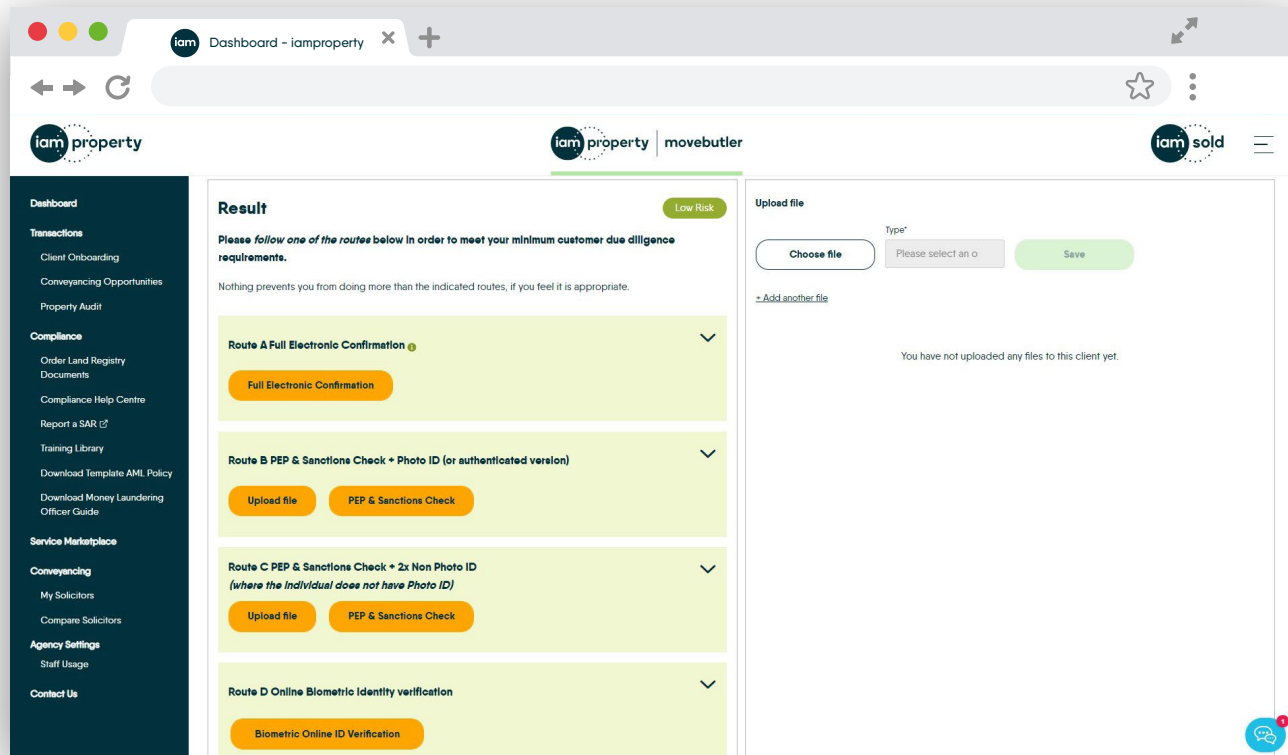 iam Dashboard - iamproperty
iam property
iam property | movebutler
iam sold
Dashboard
Transactions
Client Onboarding
Conveyancing Opportunities
Property Audit
Compliance
Order Land Registry
Documents
Compliance Help Centre
Report a SAR
Training Library
Download Template AML Policy
Download Money Laundering
Officer Guide
Service Marketplace
Conveyancing
My Solicitors
Compare Solicitors
Agency Settings
Staff Usage
Contact Us
Result
Low Risk
Please follow one of the routes below in order to meet your minimum customer due diligence
requirements.
Nothing prevents you from doing more than the indicated routes, if you feel it is appropriate.
Route A Full Electronic Confirmation
Full Electronic Confirmation
Route B PEP & Sanctions Check + Photo ID (or authenticated version)
Upload file PEP & Sanctions Check
Route C PEP & Sanctions Check + 2x Non Photo ID
(where the individual does not have Photo ID)
Upload file PEP & Sanctions Check
Route D Online Biometric identity verification
Biometric Online ID Verification
Upload file
Type*
Choose file Please select an o Save
+ Add another file
You have not uploaded any files to this client yet.
1